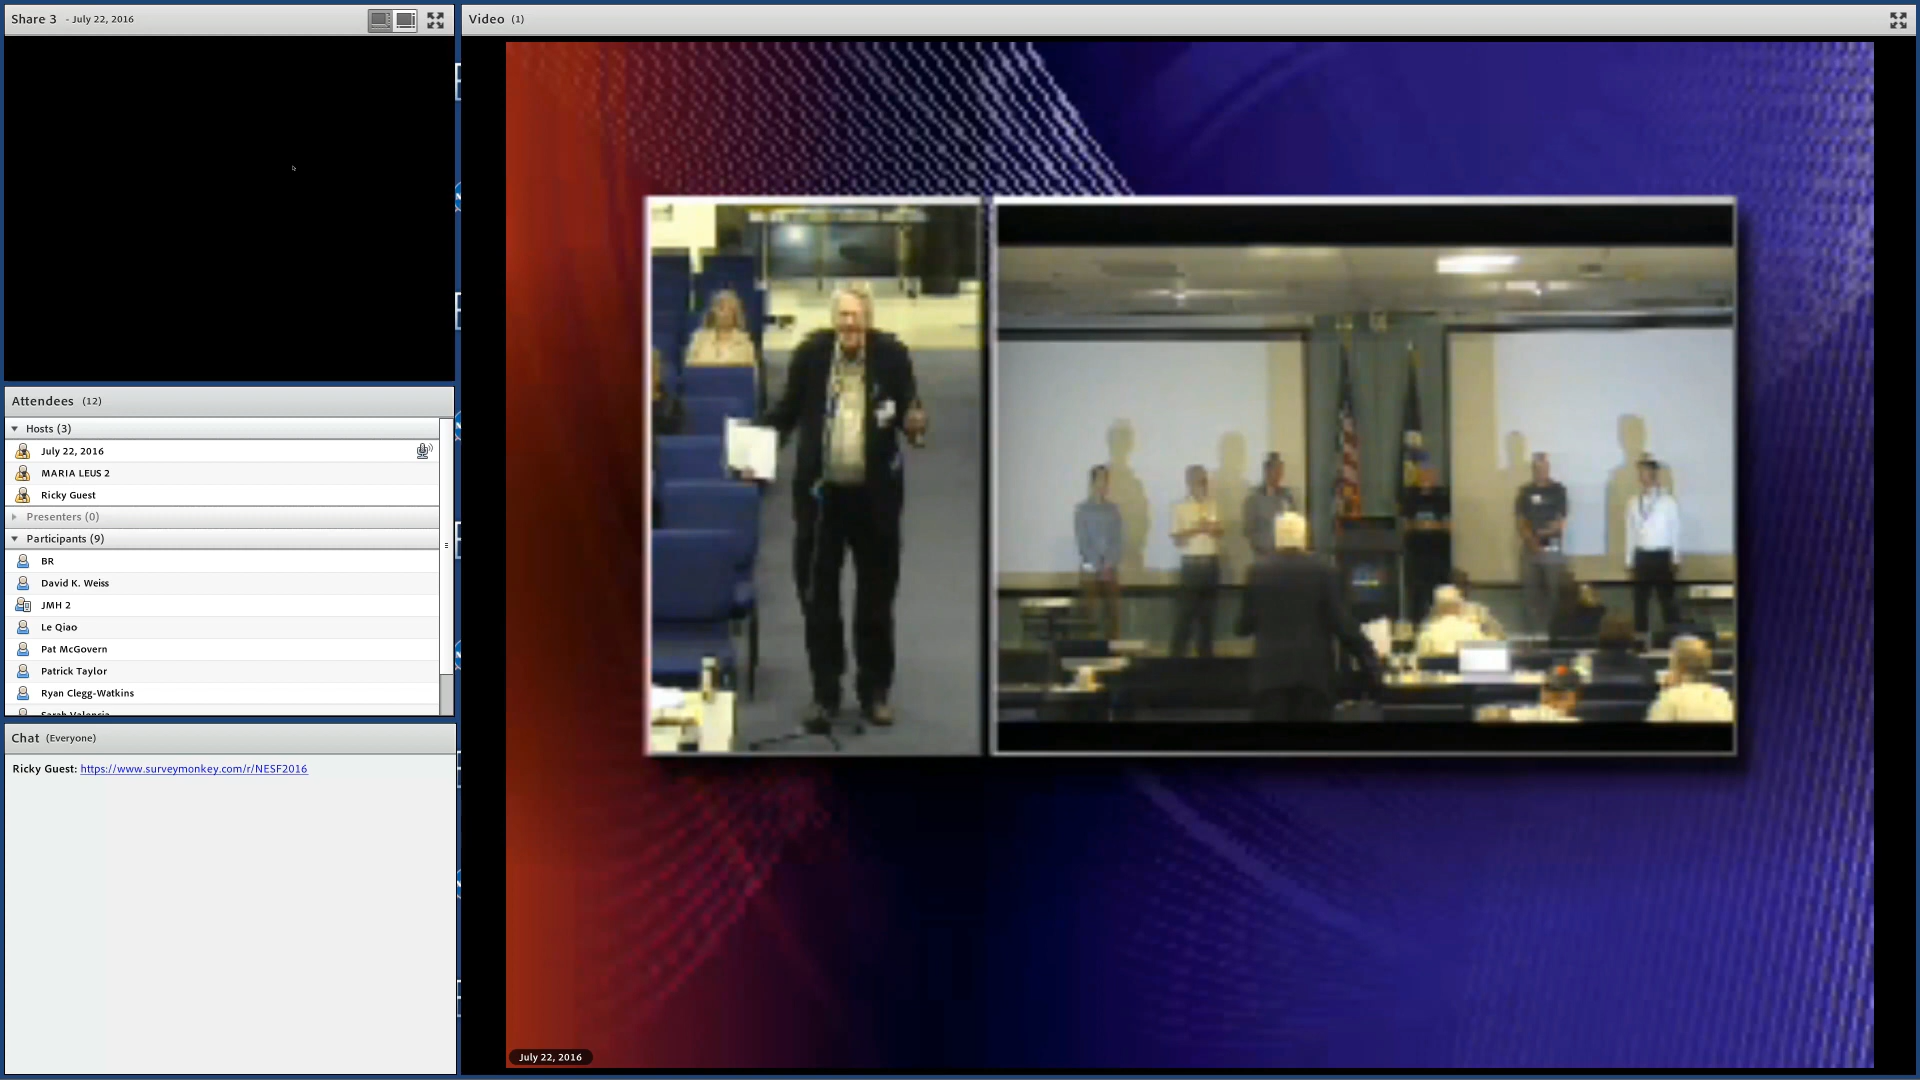 Share 3 - July 22, 2016
Video (1)
Attendees (12)
Hosts (3)
July 22, 2016
MARIA LEUS 2
Ricky Guest
Presenters (0)
Participants (9)
BR
David K. Weiss
JMH 2
Le Qiao
Pat McGovern
Patrick Taylor
Ryan Clegg-Watkins
Sarah Valencia
Chat (Everyone)
Ricky Guest: https://www.surveymonkey.com/r/NESF2016
July 22, 2016